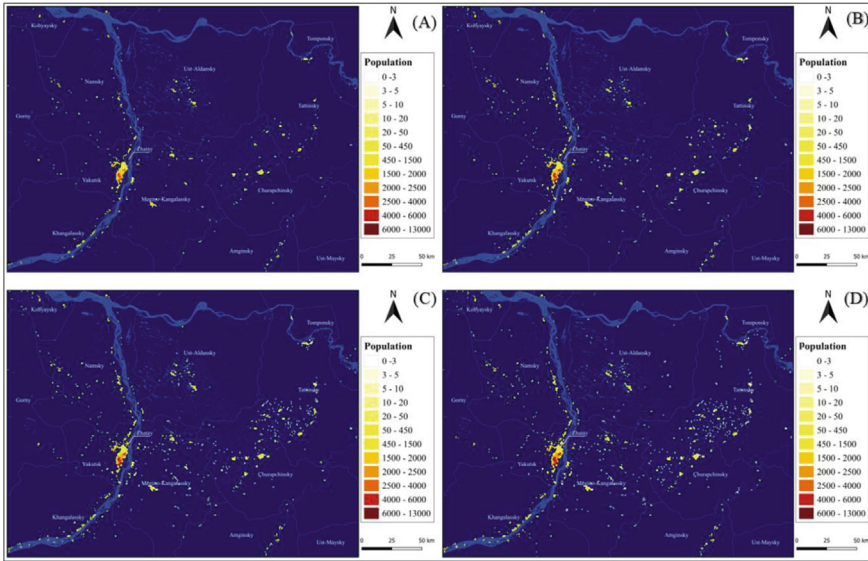 (A)
N
Kobyaysky
Tomponsky
Namsky
Ust-Aldansky
Tattinsky
Gorny
Zhatay
Yakutsk
Megino-Kangalassky
Churapchinsky
Khangalassky
Amginsky
Ust-Maysky
Population
0 -3
3 - 5
5 - 10
10 - 20
20 - 50
50 - 450
450 - 1500
1500 - 2000
2000 - 2500
2500 - 4000
4000 - 6000
6000 - 13000
0 25 50 km
(B)
N
Kobyaysky
Tomponsky
Namsky
Ust-Aldansky
Tattinsky
Gorny
Zhatay
Yakutsk
Megino-Kangalassky
Churapchinsky
Khangalassky
Amginsky
Ust-Maysky
Population
0 -3
3 - 5
5 - 10
10 - 20
20 - 50
50 - 450
450 - 1500
1500 - 2000
2000 - 2500
2500 - 4000
4000 - 6000
6000 - 13000
0 25 50 km
(C)
N
Kobyaysky
Tomponsky
Namsky
Ust-Aldansky
Tattinsky
Gorny
Zhatay
Yakutsk
Megino-Kangalassky
Churapchinsky
Khangalassky
Amginsky
Ust-Maysky
Population
0 -3
3 - 5
5 - 10
10 - 20
20 - 50
50 - 450
450 - 1500
1500 - 2000
2000 - 2500
2500 - 4000
4000 - 6000
6000 - 13000
0 25 50 km
(D)
N
Kobyaysky
Tomponsky
Namsky
Ust-Aldansky
Tattinsky
Gorny
Zhatay
Yakutsk
Megino-Kangalassky
Churapchinsky
Khangalassky
Amginsky
Ust-Maysky
Population
0 -3
3 - 5
5 - 10
10 - 20
20 - 50
50 - 450
450 - 1500
1500 - 2000
2000 - 2500
2500 - 4000
4000 - 6000
6000 - 13000
0 25 50 km